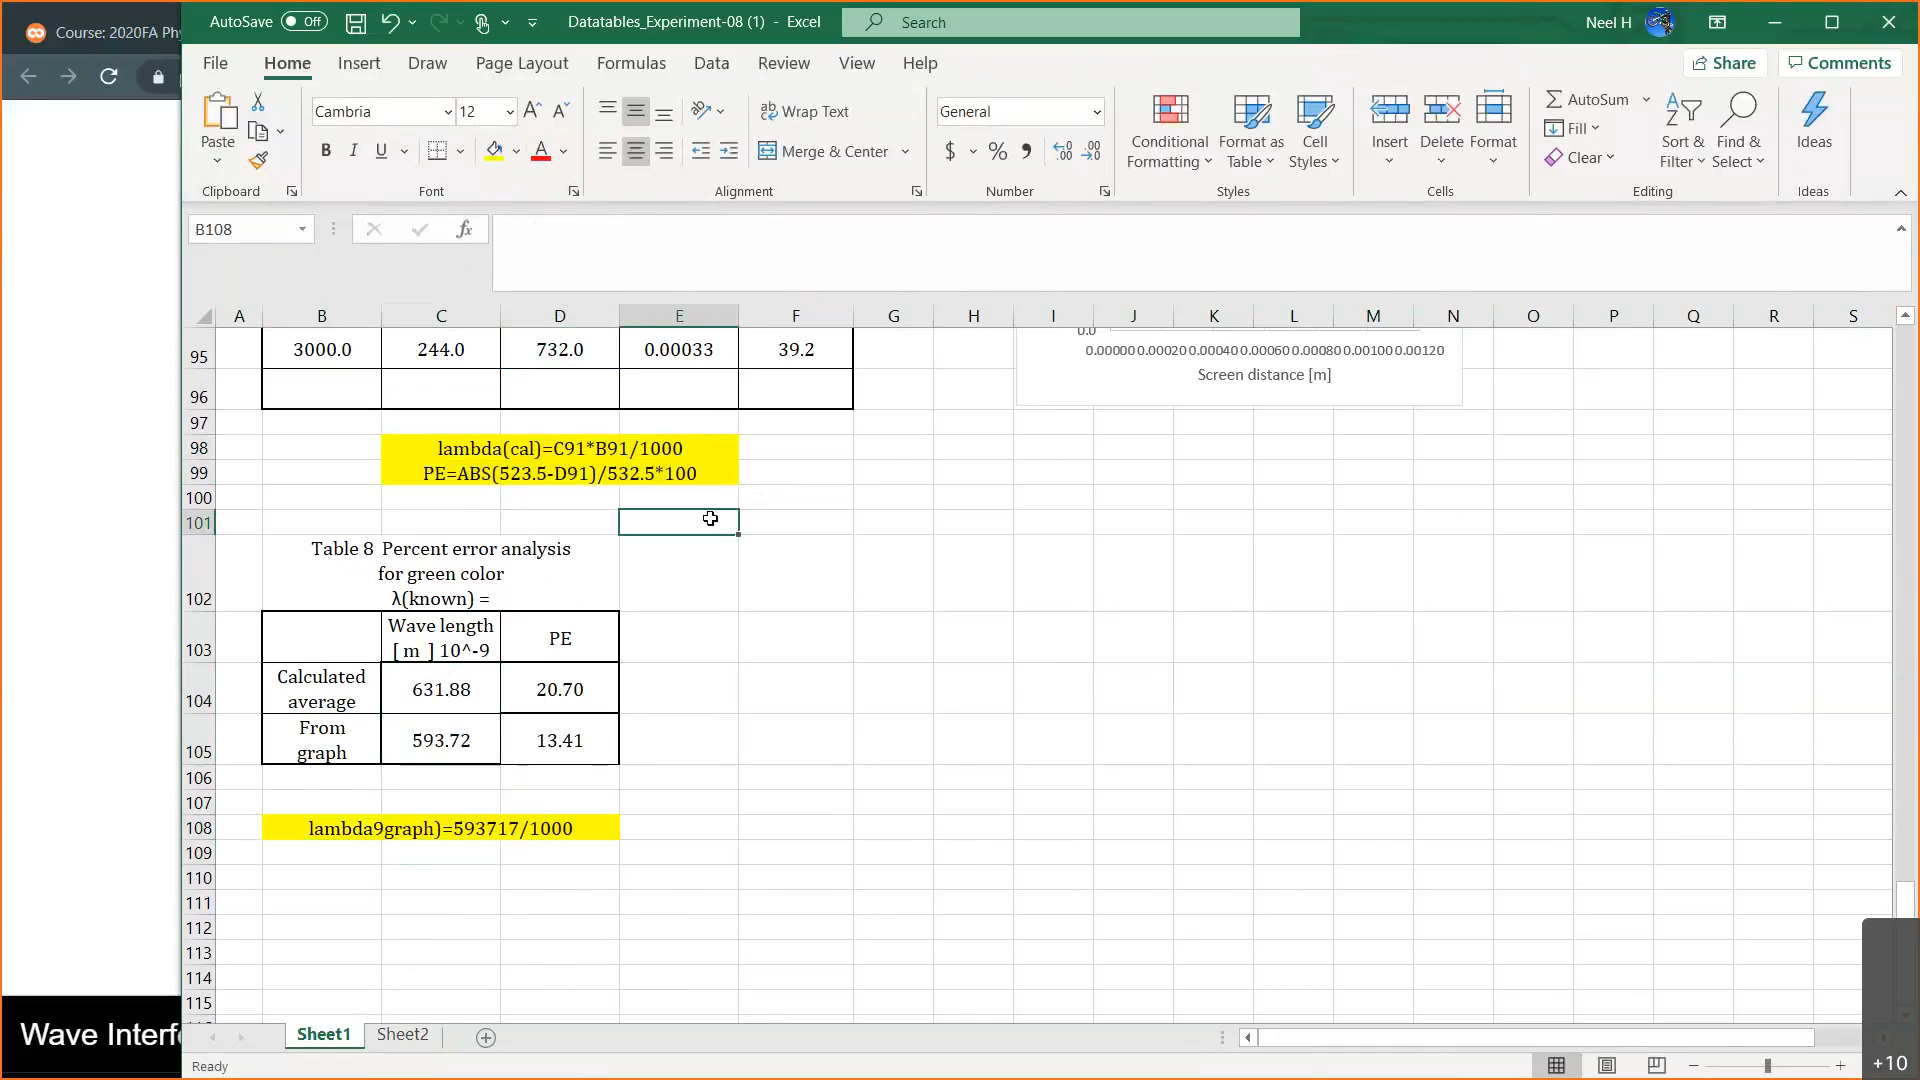 Course: 2020FA Phy
AutoSave Off
Datatables_Experiment-08 (1) - Excel
Search
Neel H
File Home Insert Draw Page Layout Formulas Data Review View Help
Share
Comments
Paste
Clipboard
Cambria 12
B I U
Font
Wrap Text
Merge & Center
Alignment
General
$ % ,
Number
Conditional Formatting
Format as Table
Cell Styles
Styles
Insert Delete Format
Cells
AutoSum
Fill
Clear
Sort & Filter
Find & Select
Editing
Ideas
Ideas
B108
fx
A B C D E F G H I J K L M N O P Q R S
95 3000.0 244.0 732.0 0.00033 39.2
0.0
0.00000 0.00020 0.00040 0.00060 0.00080 0.00100 0.00120
Screen distance [m]
96
97
98 lambda(cal)=C91*B91/1000
99 PE=ABS(523.5-D91)/532.5*100
100
101
102 Table 8 Percent error analysis
for green color
λ(known) =
103 Wave length PE
[ m ] 10^-9
104 Calculated average 631.88 20.70
105 From graph 593.72 13.41
106
107
108 lambda9graph)=593717/1000
109
110
111
112
113
114
115
Sheet1 Sheet2
Ready
Wave Interfe
+10